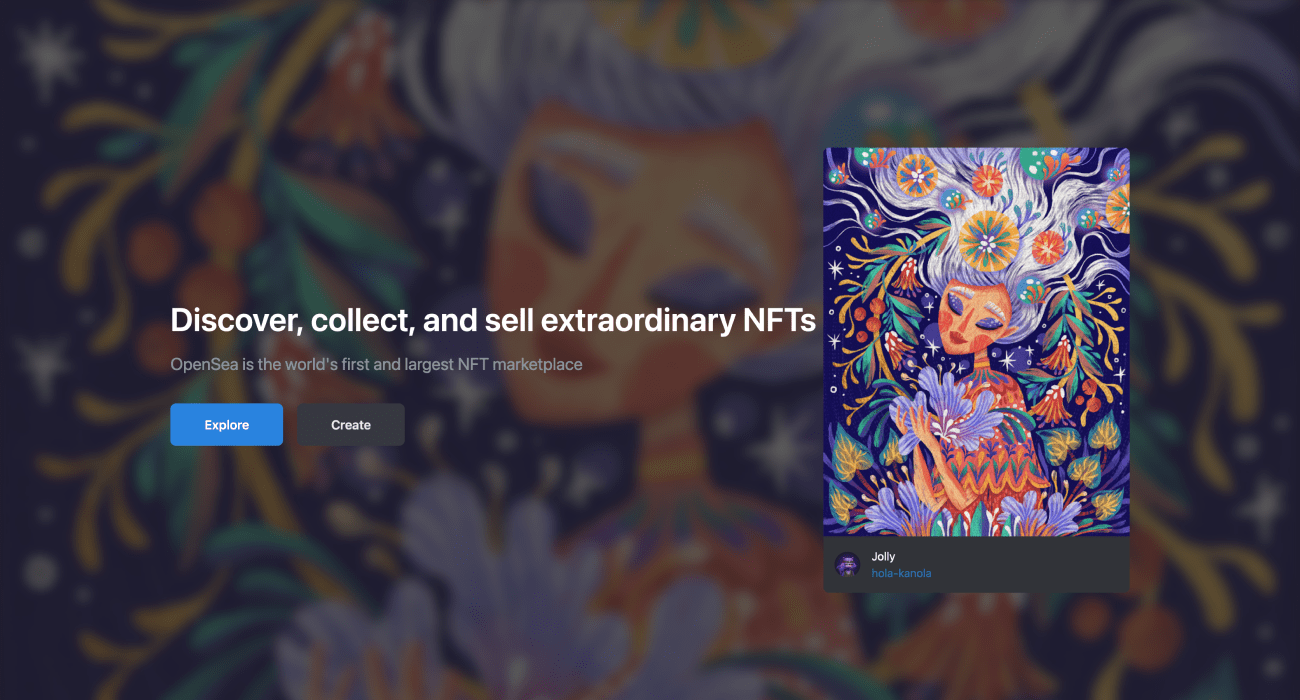 Discover, collect, and sell extraordinary NFTs
OpenSea is the world's first and largest NFT marketplace
Explore
Create
Jolly
hola-kanola